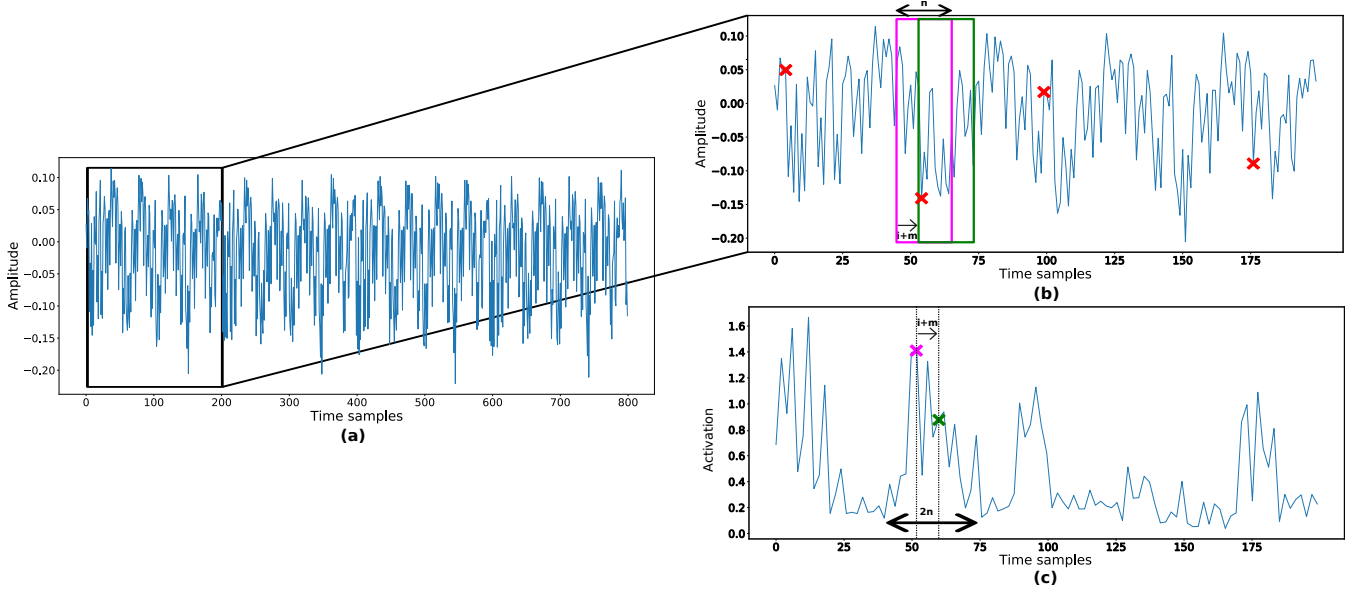 0.10
0.05
0.00
−0.05
−0.10
−0.15
−0.20
Amplitude
0 100 200 300 400 500 600 700 800
Time samples
(a)
n
0.10
0.05
0.00
−0.05
−0.10
−0.15
−0.20
Amplitude
i+m
0 25 50 75 100 125 150 175
Time samples
(b)
1.6
1.4
1.2
1.0
0.8
0.6
0.4
0.2
0.0
Activation
i+m
2n
0 25 50 75 100 125 150 175
Time samples
(c)